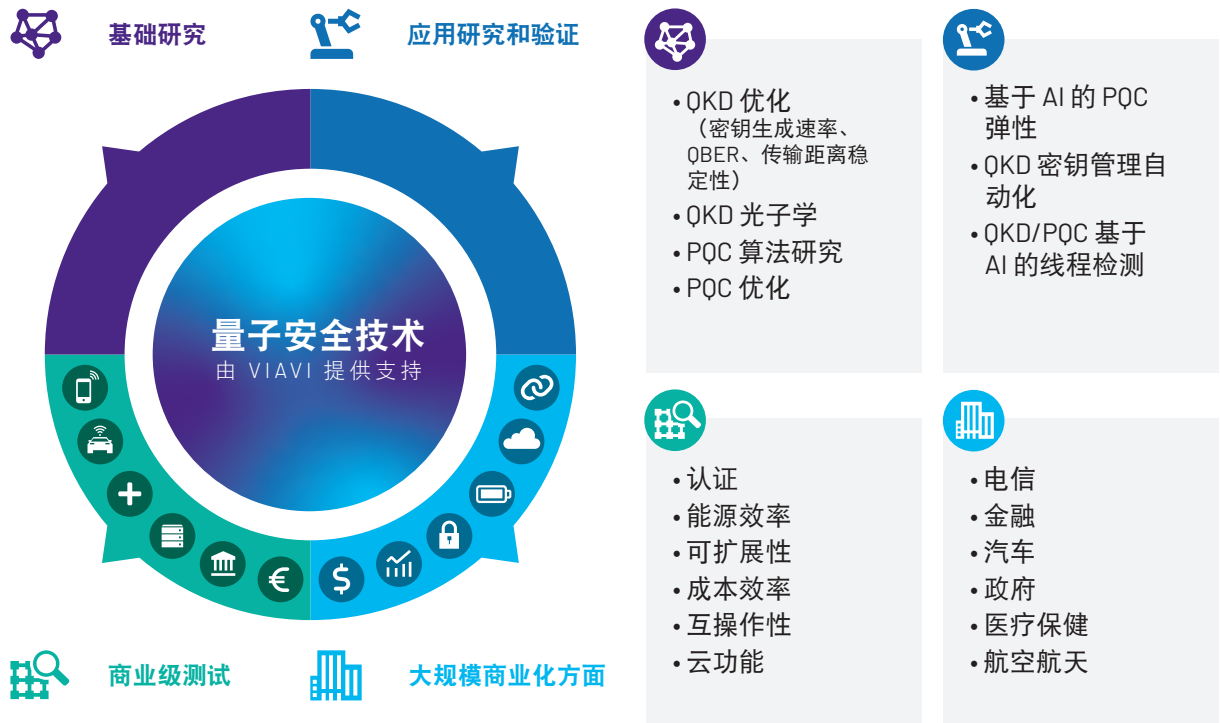 基础研究
应用研究和验证
量子安全技术
由 VIAVI 提供支持
商业级测试
大规模商业化方面
• QKD 优化
（密钥生成速率、
QBER、传输距离稳
定性）
• QKD 光子学
• PQC 算法研究
• PQC 优化
• 基于 AI 的 PQC
弹性
• QKD 密钥管理自
动化
• QKD/PQC 基于
AI 的线程检测
• 认证
• 能源效率
• 可扩展性
• 成本效率
• 互操作性
• 云功能
• 电信
• 金融
• 汽车
• 政府
• 医疗保健
• 航空航天